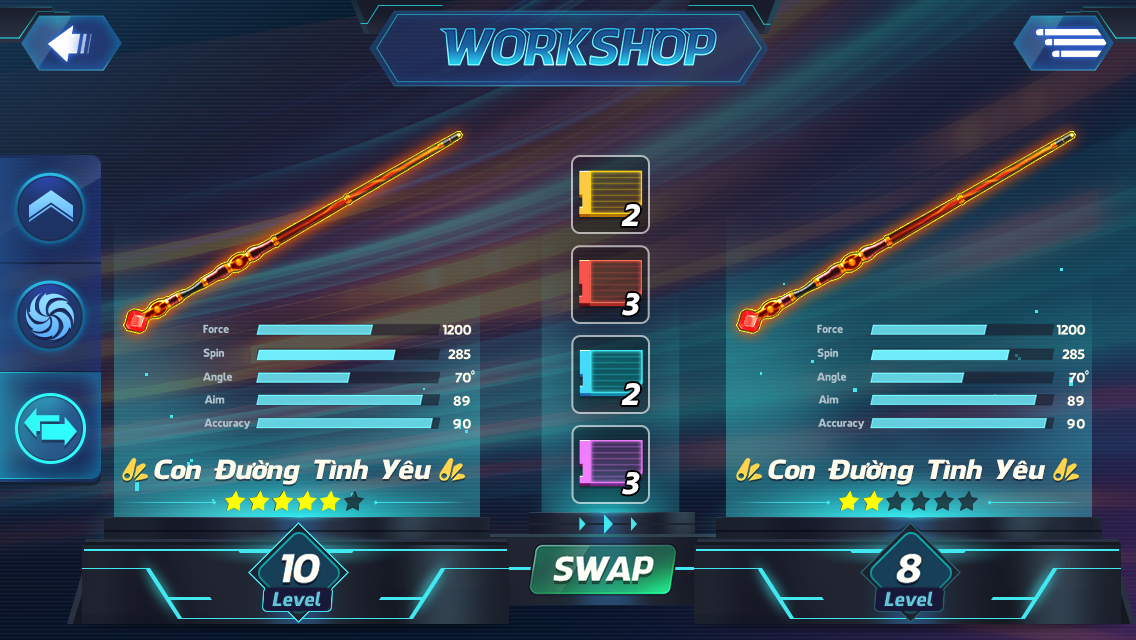 WORKSHOP
Force 1200
Spin 285
Angle 70°
Aim 89
Accuracy 90
Con Đường Tình Yêu
10
Level
2
3
2
3
SWAP
Force 1200
Spin 285
Angle 70°
Aim 89
Accuracy 90
Con Đường Tình Yêu
8
Level